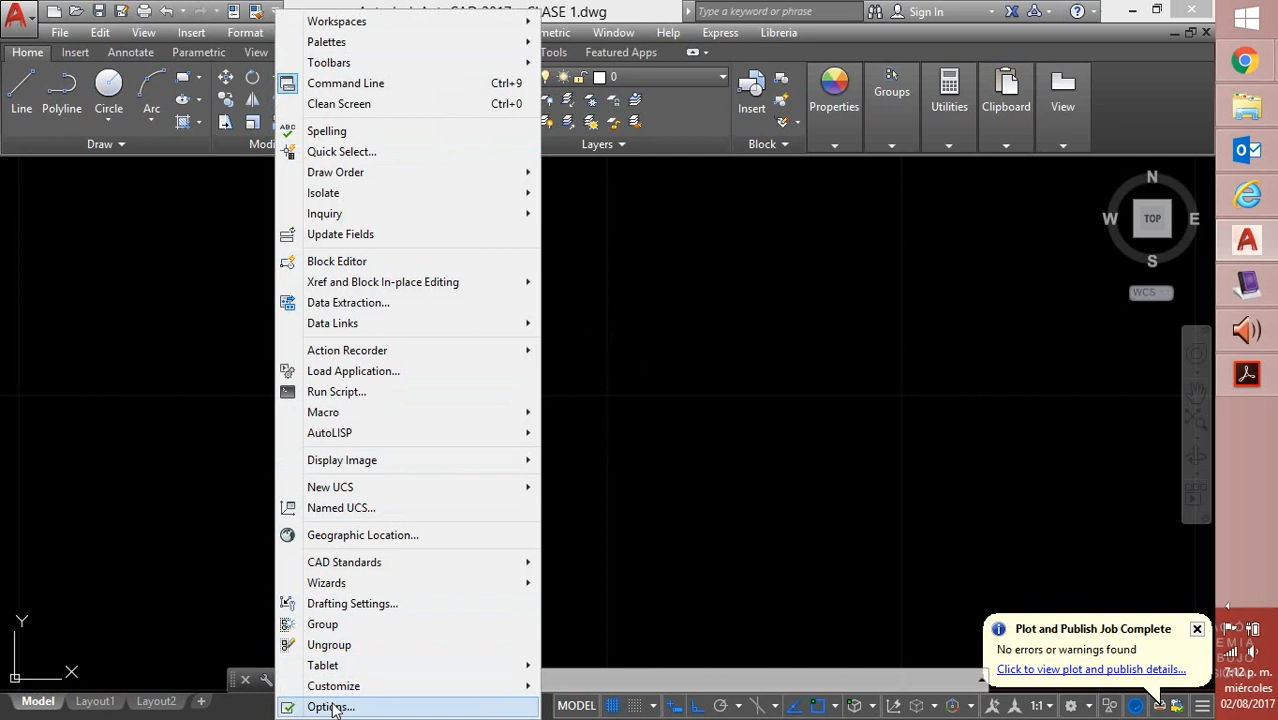 CLASE 1.dwg
Type a keyword or phrase
Sign In
File
Edit
View
Insert
Format
Window
Help
Express
Libreria
Home
Insert
Annotate
Parametric
View
Tools
Featured Apps
Line
Polyline
Circle
Arc
Draw
0
Layers
Insert
Block
Properties
Groups
Utilities
Clipboard
View
Workspaces
Palettes
Toolbars
Command Line Ctrl+9
Clean Screen Ctrl+0
ABC
Spelling
Quick Select...
Draw Order
Isolate
Inquiry
Update Fields
Block Editor
Xref and Block In-place Editing
Data Extraction...
Data Links
Action Recorder
Load Application...
Run Script...
Macro
AutoLISP
Display Image
New UCS
Named UCS...
Geographic Location...
CAD Standards
Wizards
Drafting Settings...
Group
Ungroup
Tablet
Customize
Options...
N
W
TOP
E
S
WCS
Y
X
Plot and Publish Job Complete
No errors or warnings found
Click to view plot and publish details...
Model
Layout1
Layout2
+
MODEL
1:1
7:12 p. m.
miércoles
02/08/2017